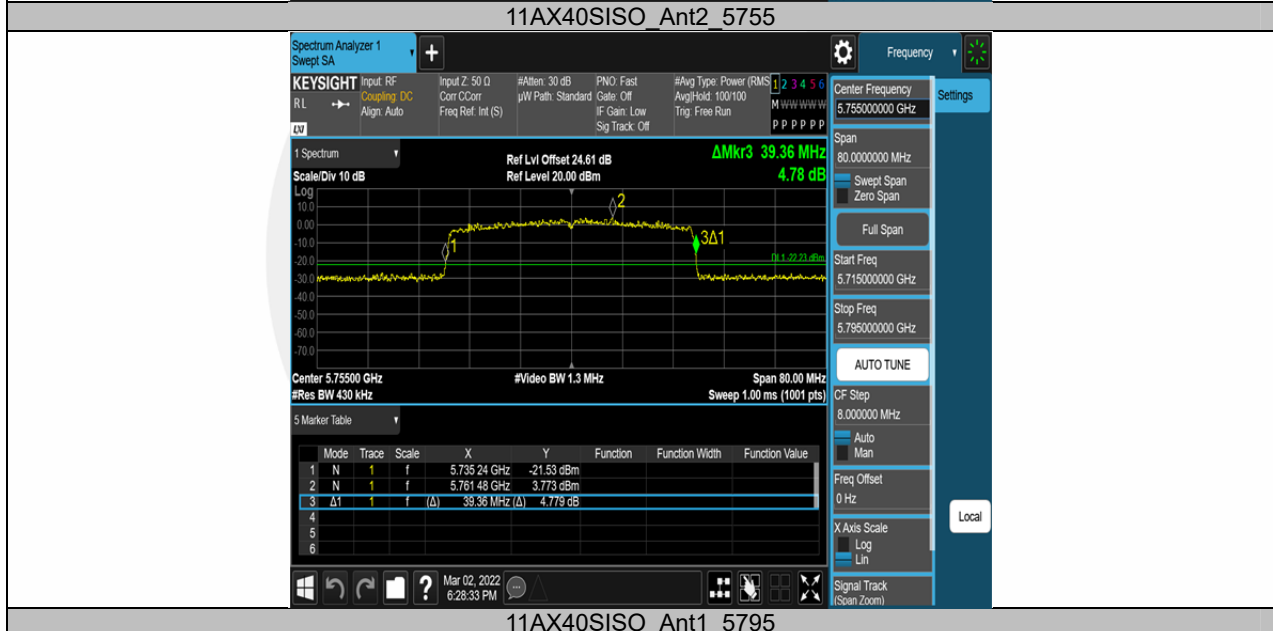 11AX40SISO_Ant2_5755
Spectrum Analyzer 1
Swept SA
+
Frequency
KEYSIGHT
RL
LXI
Input: RF
Coupling: DC
Align: Auto
Input Z: 50 Ω
Corr CCorr
Freq Ref: Int (S)
#Atten: 30 dB
µW Path: Standard
PNO: Fast
Gate: Off
IF Gain: Low
Sig Track: Off
#Avg Type: Power (RMS
Avg|Hold: 100/100
Trig: Free Run
1 2 3 4 5 6
M W W W W W
P P P P P P
Center Frequency
5.755000000 GHz
Settings
Span
80.0000000 MHz
Swept Span
Zero Span
Full Span
Start Freq
5.715000000 GHz
Stop Freq
5.795000000 GHz
AUTO TUNE
CF Step
8.000000 MHz
Auto
Man
Freq Offset
0 Hz
X Axis Scale
Log
Lin
Signal Track
(Span Zoom)
Local
1 Spectrum
Scale/Div 10 dB
Ref Lvl Offset 24.61 dB
Ref Level 20.00 dBm
ΔMkr3 39.36 MHz
4.78 dB
Log
10.0
0.00
-10.0
-20.0
-30.0
-40.0
-50.0
-60.0
-70.0
1
2
3Δ1
DL1 -22.23 dBm
Center 5.75500 GHz
#Video BW 1.3 MHz
Span 80.00 MHz
#Res BW 430 kHz
Sweep 1.00 ms (1001 pts)
5 Marker Table
Mode Trace Scale X Y Function Function Width Function Value
1 N 1 f 5.735 24 GHz -21.53 dBm
2 N 1 f 5.761 48 GHz 3.773 dBm
3 Δ1 1 f (Δ) 39.36 MHz (Δ) 4.779 dB
4
5
6
?
Mar 02, 2022
6:28:33 PM
11AX40SISO_Ant1_5795